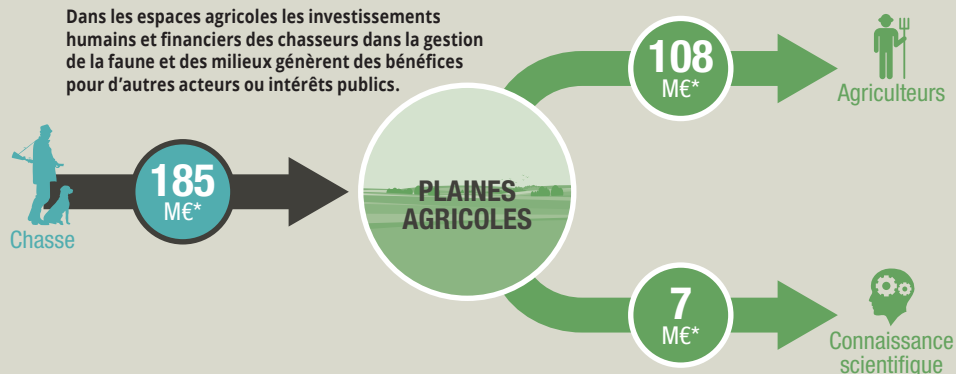 Dans les espaces agricoles les investissements
humains et financiers des chasseurs dans la gestion
de la faune et des milieux génèrent des bénéfices
pour d'autres acteurs ou intérêts publics.
108
M€*
Agriculteurs
185
M€*
Chasse
PLAINES
AGRICOLES
7
M€*
Connaissance
scientifique